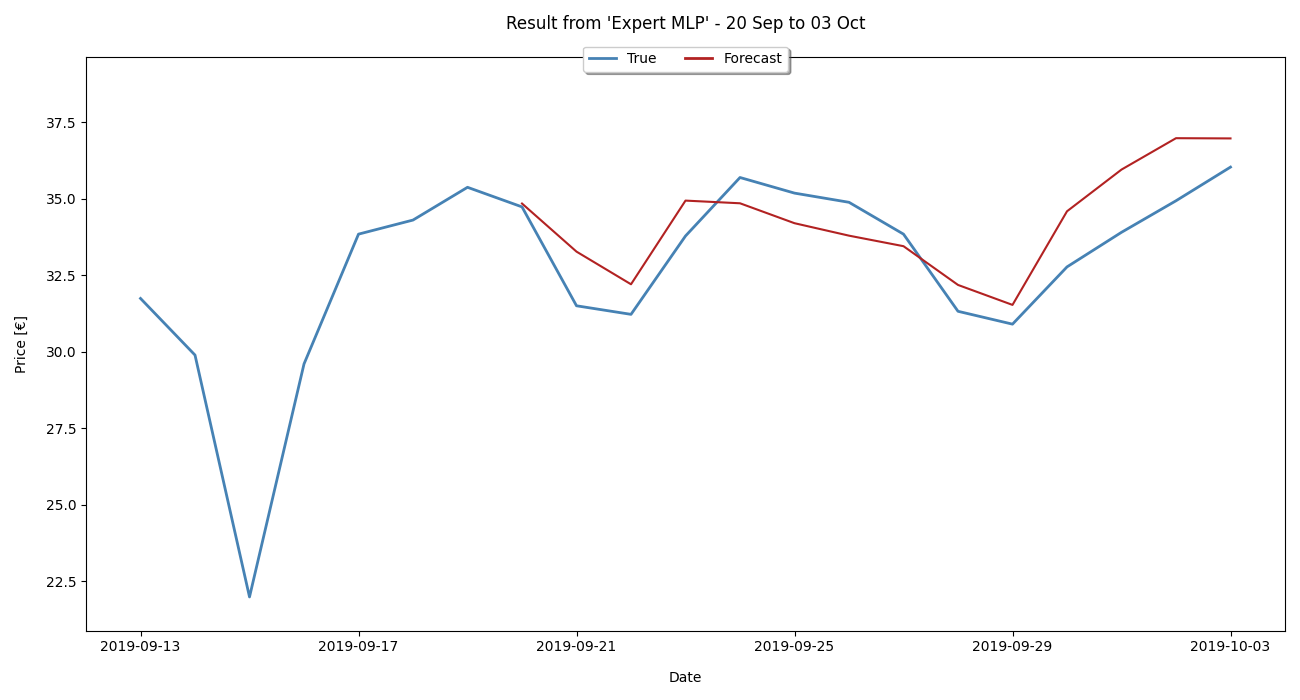 Result from 'Expert MLP' - 20 Sep to 03 Oct
True Forecast
37.5
35.0
32.5
30.0
27.5
25.0
22.5
Price [€]
2019-09-13 2019-09-17 2019-09-21 2019-09-25 2019-09-29 2019-10-03
Date